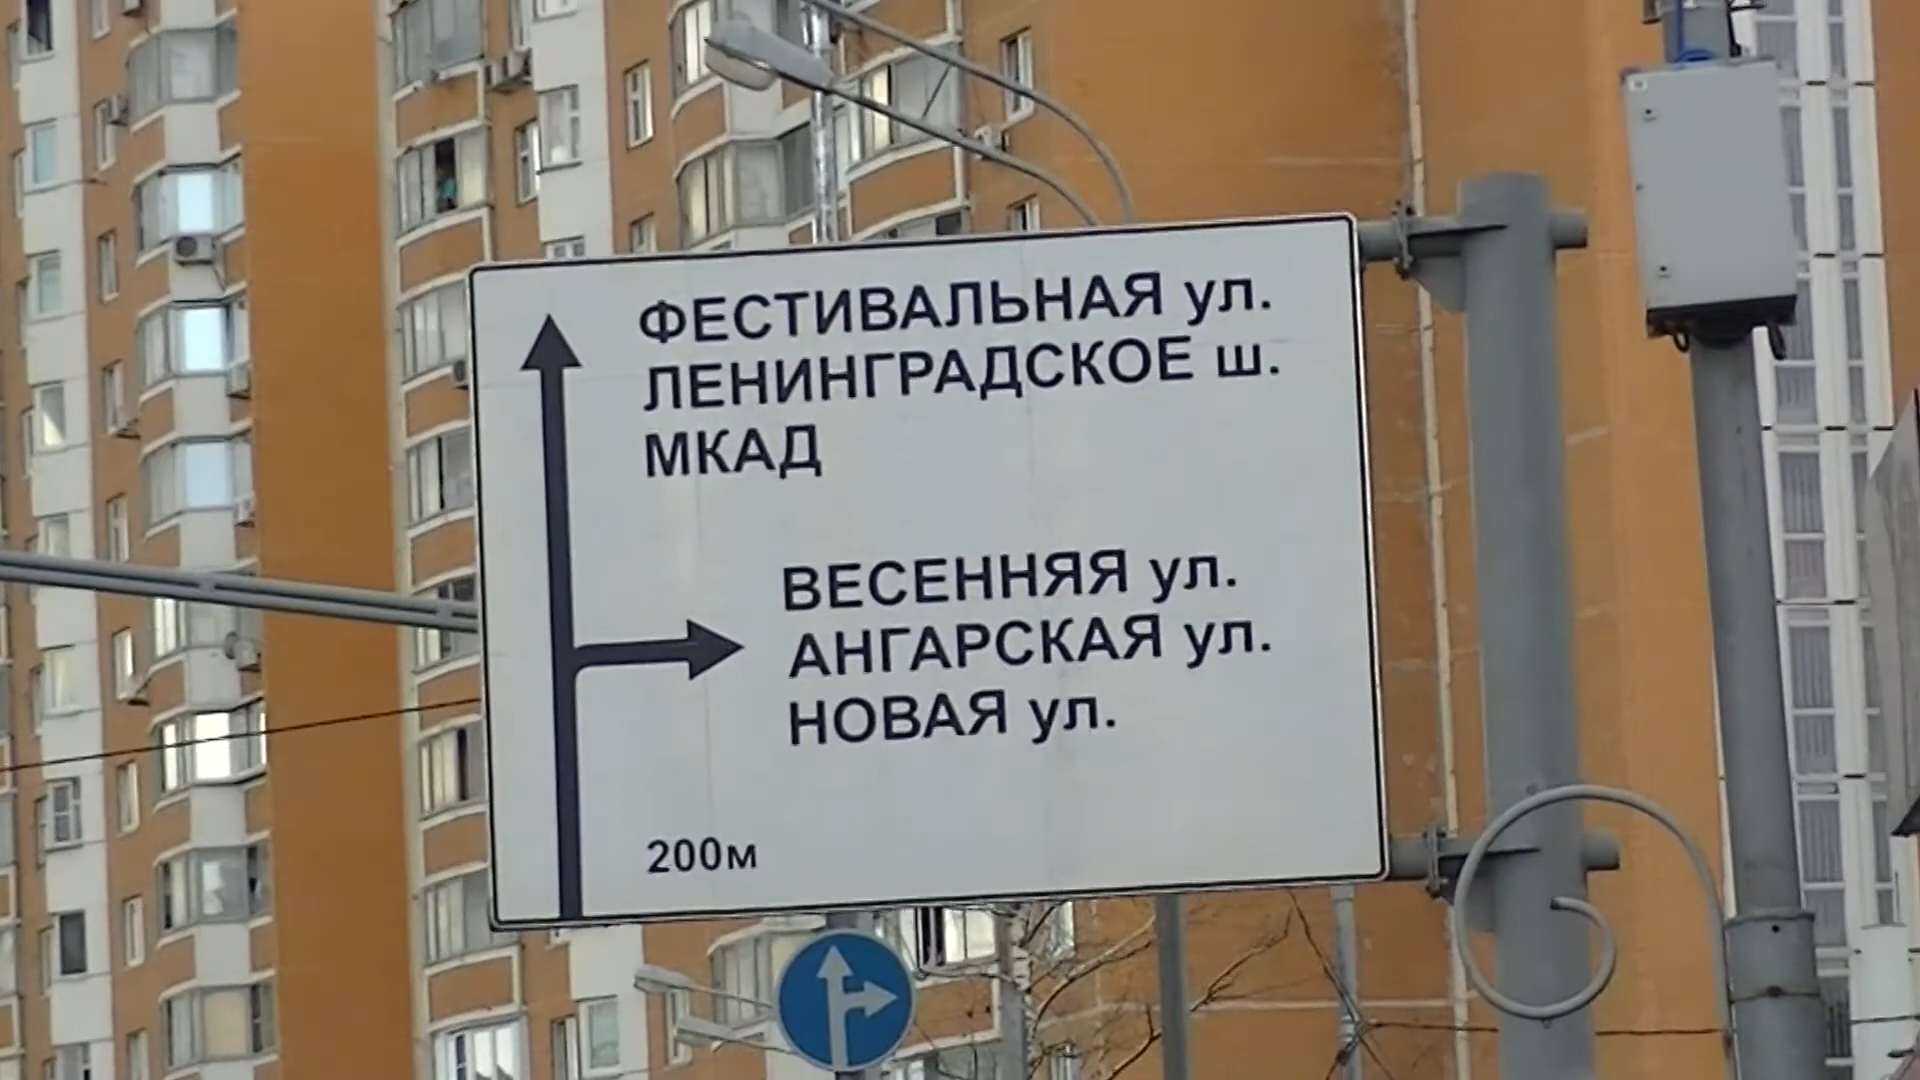 ФЕСТИВАЛЬНАЯ ул.
ЛЕНИНГРАДСКОЕ ш.
МКАД
ВЕСЕННЯЯ ул.
АНГАРСКАЯ ул.
НОВАЯ ул.
200м